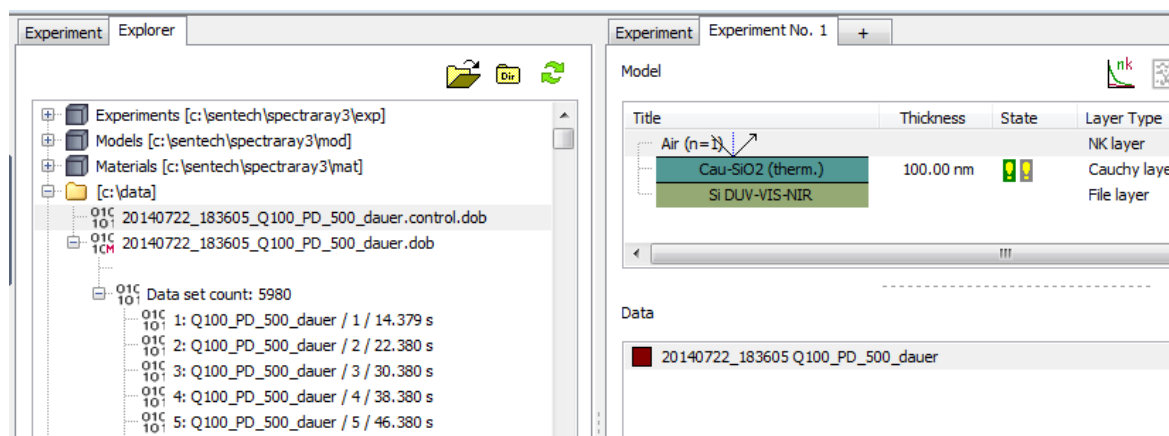 Experiment Explorer
Dir
Experiments [c:\sentech\spectraray3\exp]
Models [c:\sentech\spectraray3\mod]
Materials [c:\sentech\spectraray3\mat]
[c:\data]
20140722_183605_Q100_PD_500_dauer.control.dob
20140722_183605_Q100_PD_500_dauer.dob
Data set count: 5980
1: Q100_PD_500_dauer / 1 / 14.379 s
2: Q100_PD_500_dauer / 2 / 22.380 s
3: Q100_PD_500_dauer / 3 / 30.380 s
4: Q100_PD_500_dauer / 4 / 38.380 s
5: Q100_PD_500_dauer / 5 / 46.380 s
Experiment Experiment No. 1 +
Model
nk
Title Thickness State Layer Type
Air (n=1) NK layer
Cau-SiO2 (therm.) 100.00 nm Cauchy laye
Si DUV-VIS-NIR File layer
Data
20140722_183605 Q100_PD_500_dauer